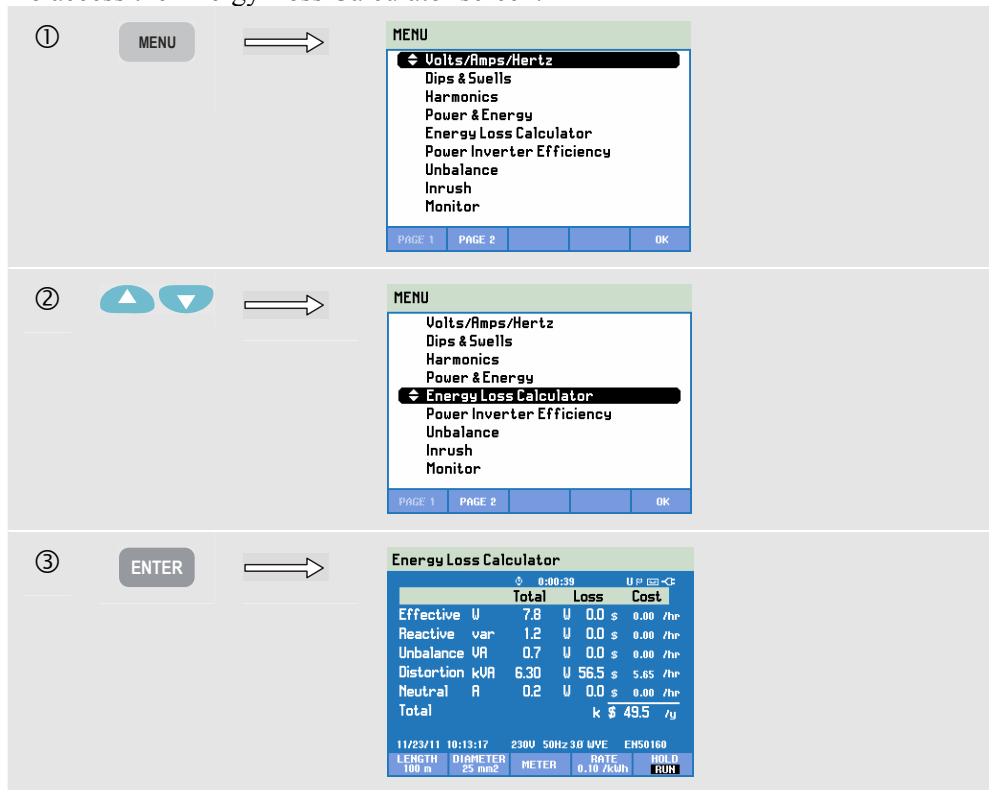 ①
MENU
MENU
Volts/Amps/Hertz
Dips & Swells
Harmonics
Power & Energy
Energy Loss Calculator
Power Inverter Efficiency
Unbalance
Inrush
Monitor
PAGE 1 PAGE 2 OK
②
MENU
Volts/Amps/Hertz
Dips & Swells
Harmonics
Power & Energy
Energy Loss Calculator
Power Inverter Efficiency
Unbalance
Inrush
Monitor
PAGE 1 PAGE 2 OK
③
ENTER
Energy Loss Calculator
0:00:39 U P
Total Loss Cost
Effective W 7.8 W 0.0 $ 0.00 /hr
Reactive var 1.2 W 0.0 $ 0.00 /hr
Unbalance VA 0.7 W 0.0 $ 0.00 /hr
Distortion kVA 6.30 W 56.5 $ 5.65 /hr
Neutral A 0.2 W 0.0 $ 0.00 /hr
Total k $ 49.5 /y
11/23/11 10:13:17 230V 50Hz 3Ø WYE EN50160
LENGTH DIAMETER METER RATE HOLD
100 m 25 mm2 0.10 /kWh RUN